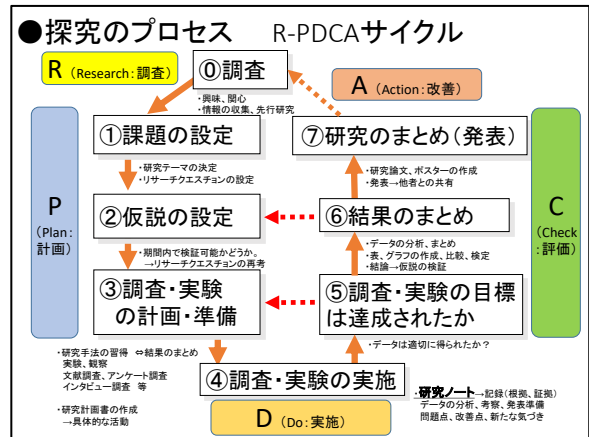 ●探究のプロセス R-PDCAサイクル
R (Research:調査)
⓪調査
A (Action:改善)
・興味、関心
・情報の収集、先行研究
①課題の設定
⑦研究のまとめ(発表)
・研究テーマの決定
・リサーチクエスチョンの設定
・研究論文、ポスターの作成
・発表→他者との共有
P
(Plan:
計画)
C
(Check
:評価)
②仮説の設定
⑥結果のまとめ
・期間内で検証可能かどうか。
→リサーチクエスチョンの再考
・データの分析、まとめ
・表、グラフの作成、比較、検定
・結論→仮説の検証
③調査・実験
の計画・準備
⑤調査・実験の目標
は達成されたか
・研究手法の習得 ⇔結果のまとめ
実験、観察
文献調査、アンケート調査
インタビュー調査 等
・データは適切に得られたか?
④調査・実験の実施
・研究計画書の作成
→具体的な活動
D (Do:実施)
・研究ノート→記録(根拠、証拠)
データの分析、考察、発表準備
問題点、改善点、新たな気づき